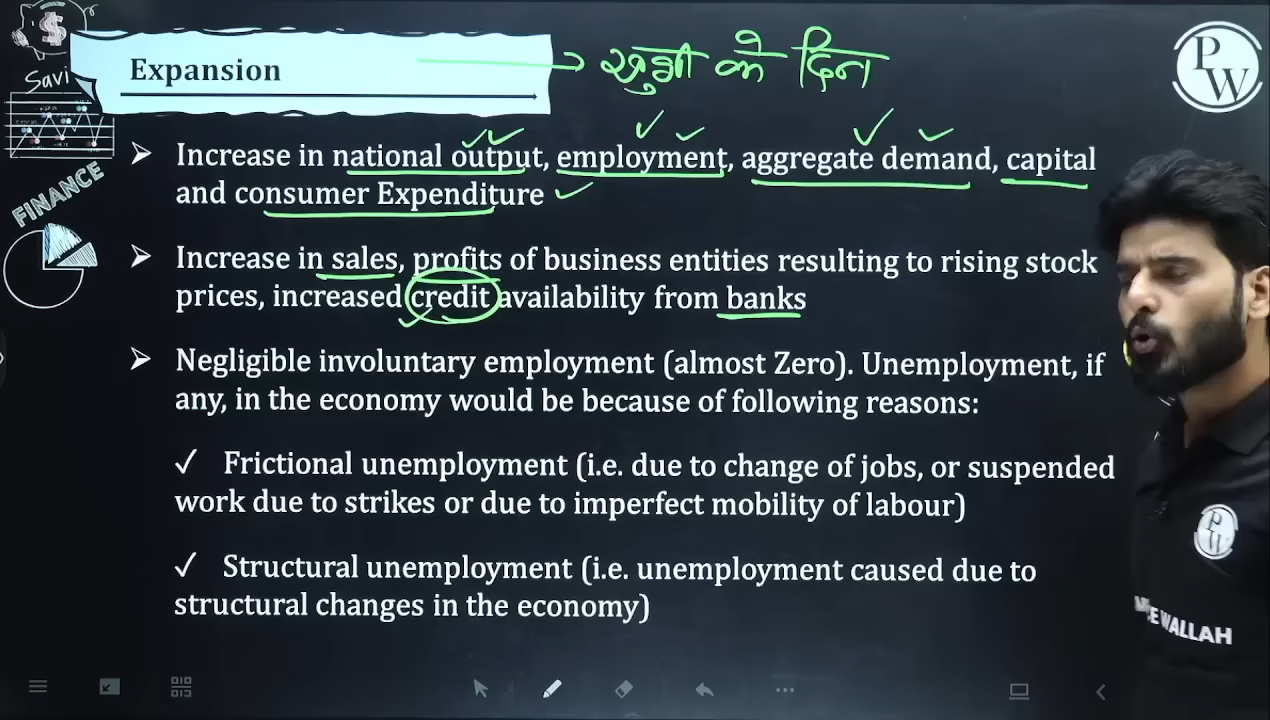 $
Savi
FINANCE
Expansion
खुशी के दिन
PW
➤ Increase in national output, employment, aggregate demand, capital
and consumer Expenditure
➤ Increase in sales, profits of business entities resulting to rising stock
prices, increased credit availability from banks
➤ Negligible involuntary employment (almost Zero). Unemployment, if
any, in the economy would be because of following reasons:
✓ Frictional unemployment (i.e. due to change of jobs, or suspended
work due to strikes or due to imperfect mobility of labour)
✓ Structural unemployment (i.e. unemployment caused due to
structural changes in the economy)
PW
WALLAH